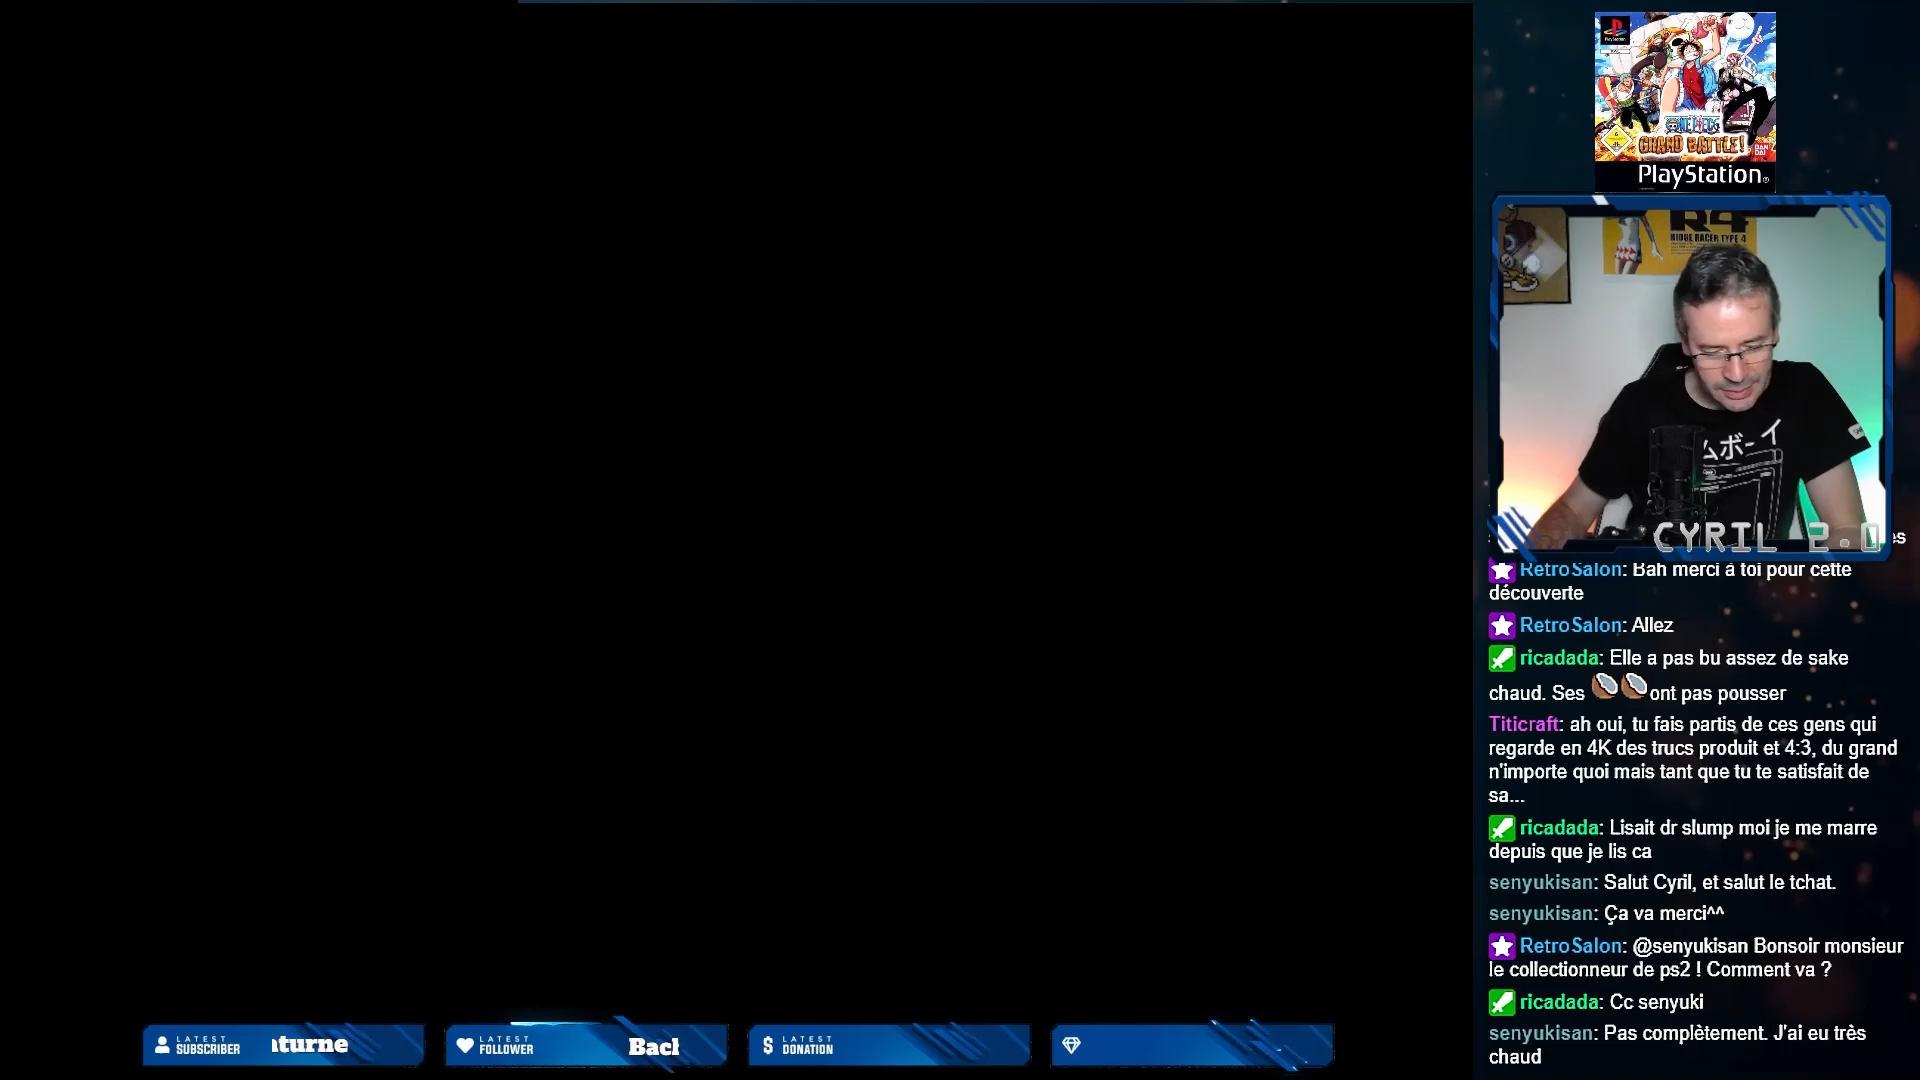 PlayStation
ONE PIECE
GRAND BATTLE!
BAN
DAI
PlayStation
R4
RIDGE RACER TYPE 4
ムボーイ
CYRIL 2.0
es
RetroSalon: Bah merci à toi pour cette
découverte
RetroSalon: Allez
ricadada: Elle a pas bu assez de sake
chaud. Ses ont pas pousser
Titicraft: ah oui, tu fais partis de ces gens qui
regarde en 4K des trucs produit et 4:3, du grand
n'importe quoi mais tant que tu te satisfait de
sa...
ricadada: Lisait dr slump moi je me marre
depuis que je lis ca
senyukisan: Salut Cyril, et salut le tchat.
senyukisan: Ça va merci^^
RetroSalon: @senyukisan Bonsoir monsieur
le collectionneur de ps2 ! Comment va ?
ricadada: Cc senyuki
senyukisan: Pas complètement. J'ai eu très
chaud
LATEST
SUBSCRIBER
aturne
LATEST
FOLLOWER
Bacl
$ LATEST
DONATION